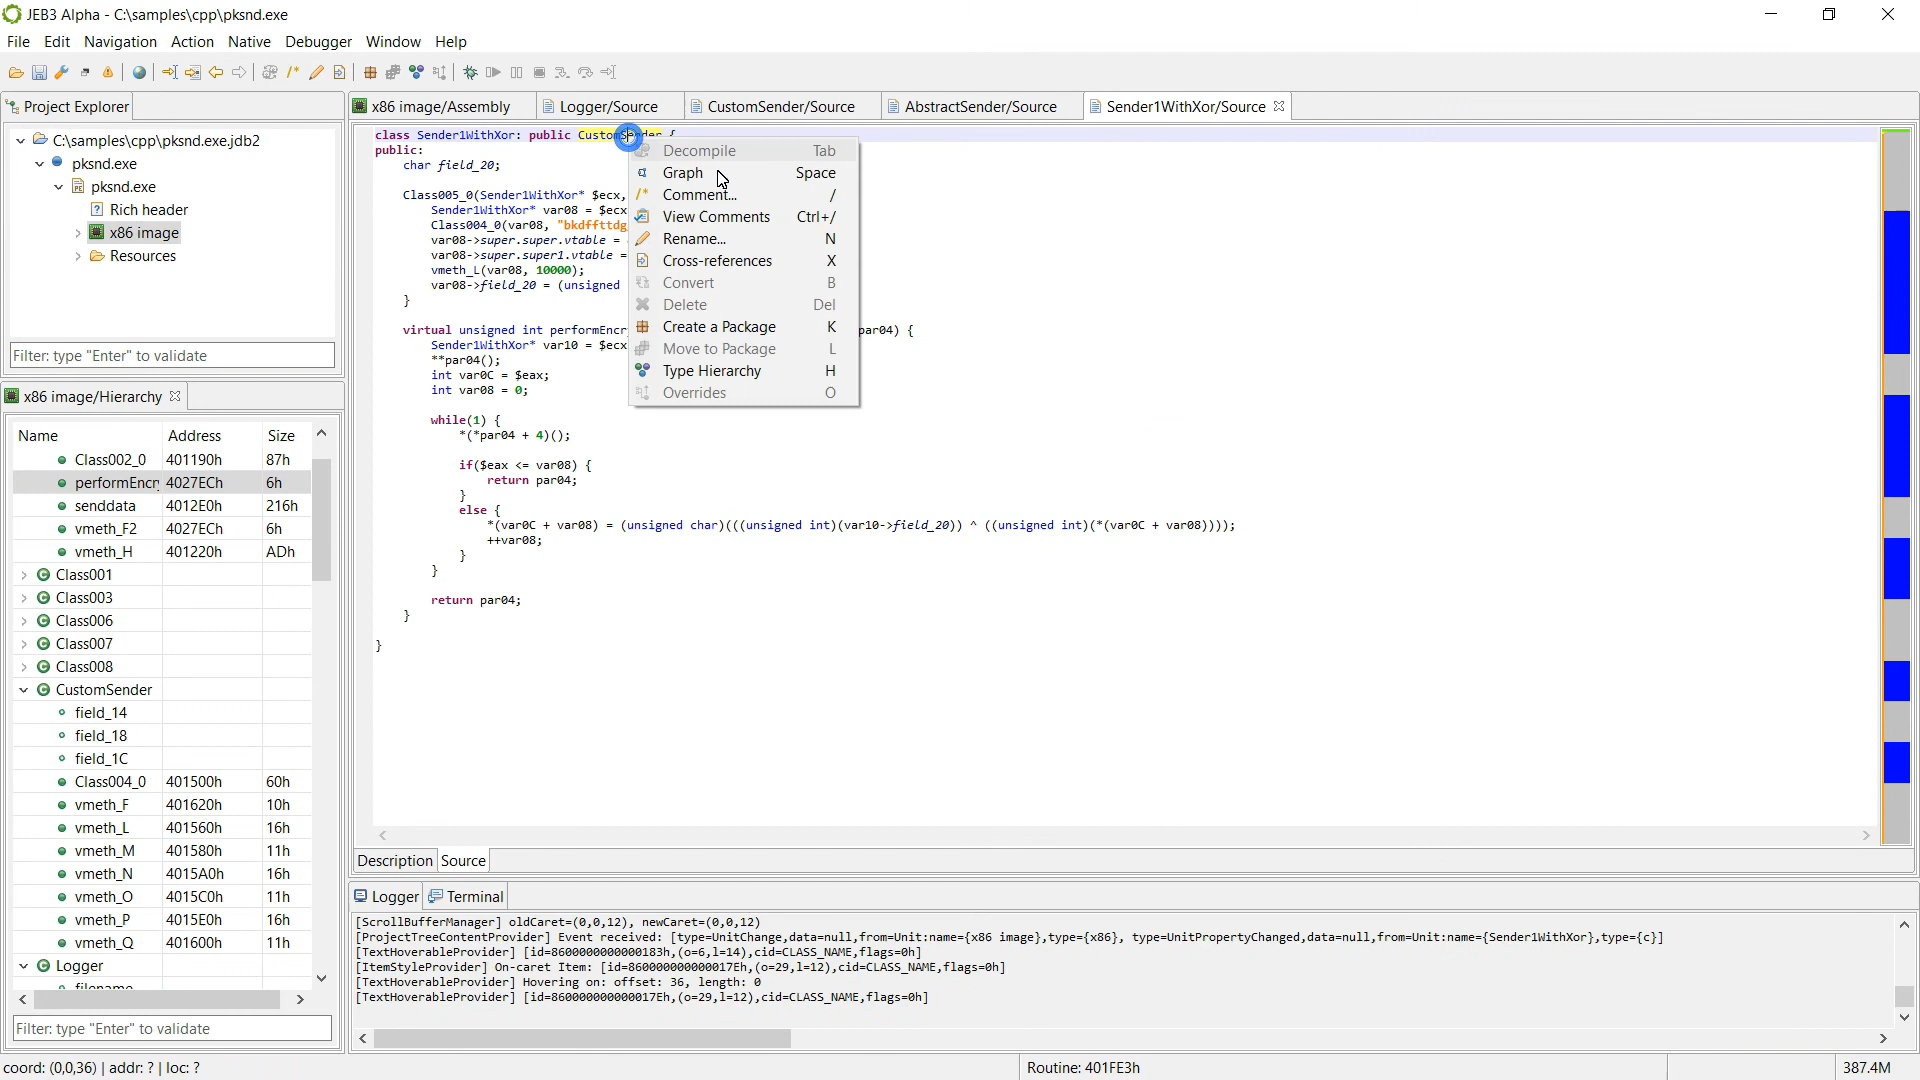 JEB3 Alpha - C:\samples\cpp\pksnd.exe
File Edit Navigation Action Native Debugger Window Help
Project Explorer
C:\samples\cpp\pksnd.exe.jdb2
pksnd.exe
pksnd.exe
Rich header
x86 image
Resources
Filter: type "Enter" to validate
x86 image/Hierarchy
Name Address Size
Class002_0 401190h 87h
performEncr 4027ECh 6h
senddata 4012E0h 216h
vmeth_F2 4027ECh 6h
vmeth_H 401220h ADh
Class001
Class003
Class006
Class007
Class008
CustomSender
field_14
field_18
field_1C
Class004_0 401500h 60h
vmeth_F 401620h 10h
vmeth_L 401560h 16h
vmeth_M 401580h 11h
vmeth_N 4015A0h 16h
vmeth_O 4015C0h 11h
vmeth_P 4015E0h 16h
vmeth_Q 401600h 11h
Logger
filename
Filter: type "Enter" to validate
x86 image/Assembly Logger/Source CustomSender/Source AbstractSender/Source Sender1WithXor/Source
class Sender1WithXor: public CustomSender {
public:
char field_20;
Class005_0(Sender1WithXor* $ecx,
Sender1WithXor* var08 = $ecx
Class004_0(var08, "bkdffttdg
var08->super.super.vtable =
var08->super.super1.vtable =
vmeth_L(var08, 10000);
var08->field_20 = (unsigned
}
virtual unsigned int performEncr par04) {
Sender1WithXor* var10 = $ecx
**par04();
int var0C = $eax;
int var08 = 0;
while(1) {
*(*par04 + 4)();
if($eax <= var08) {
return par04;
}
else {
*(var0C + var08) = (unsigned char)(((unsigned int)(var10->field_20)) ^ ((unsigned int)(*(var0C + var08))));
++var08;
}
}
return par04;
}
}
Decompile Tab
Graph Space
Comment... /
View Comments Ctrl+/
Rename... N
Cross-references X
Convert B
Delete Del
Create a Package K
Move to Package L
Type Hierarchy H
Overrides O
Description Source
Logger Terminal
[ScrollBufferManager] oldCaret=(0,0,12), newCaret=(0,0,12)
[ProjectTreeContentProvider] Event received: [type=UnitChange,data=null,from=Unit:name={x86 image},type={x86}, type=UnitPropertyChanged,data=null,from=Unit:name={Sender1WithXor},type={c}]
[TextHoverableProvider] [id=8600000000000183h,(o=6,l=14),cid=CLASS_NAME,flags=0h]
[ItemStyleProvider] On-caret Item: [id=860000000000017Eh,(o=29,l=12),cid=CLASS_NAME,flags=0h]
[TextHoverableProvider] Hovering on: offset: 36, length: 0
[TextHoverableProvider] [id=860000000000017Eh,(o=29,l=12),cid=CLASS_NAME,flags=0h]
coord: (0,0,36) | addr: ? | loc: ? Routine: 401FE3h 387.4M